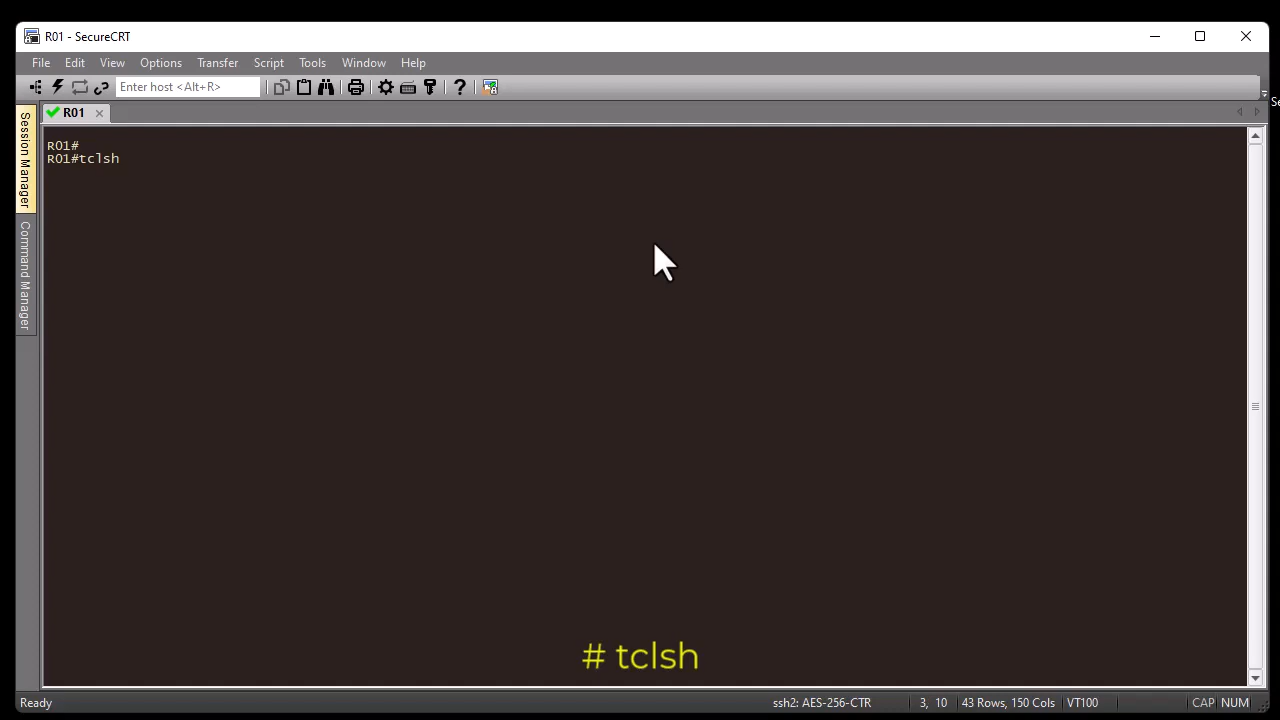 R01 - SecureCRT
File Edit View Options Transfer Script Tools Window Help
Enter host <Alt+R>
R01
Session Manager
Command Manager
R01#
R01#tclsh
# tclsh
Ready ssh2: AES-256-CTR 3, 10 43 Rows, 150 Cols VT100 CAP NUM